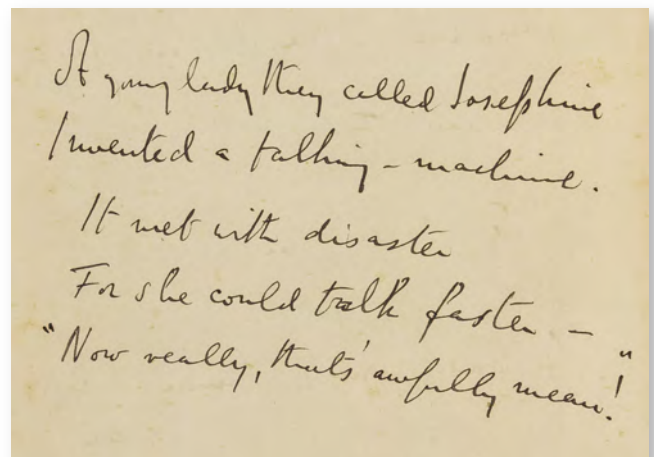 A young lady they called Josephine
Invented a talking-machine.
It met with disaster
For she could talk faster —
"Now really, that's awfully mean!"